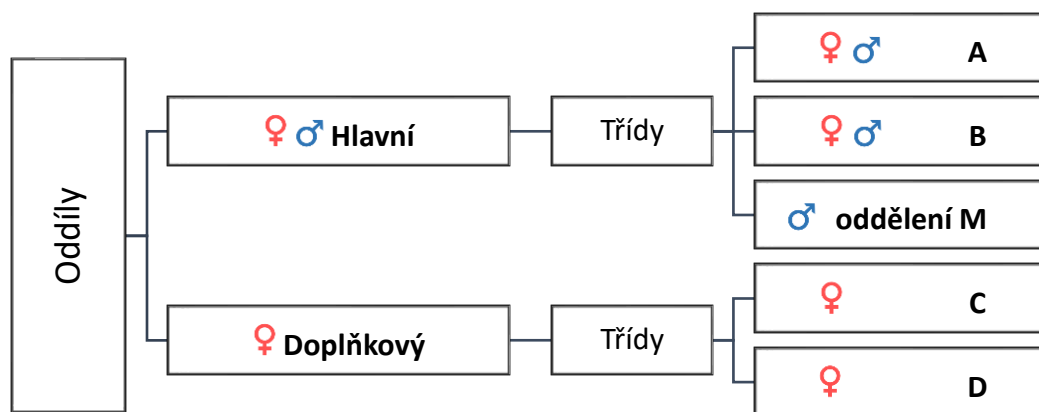 Oddíly
♀ ♂ Hlavní
Třídy
♀ ♂ A
♀ ♂ B
♂ oddělení M
♀ Doplňkový
Třídy
♀ C
♀ D